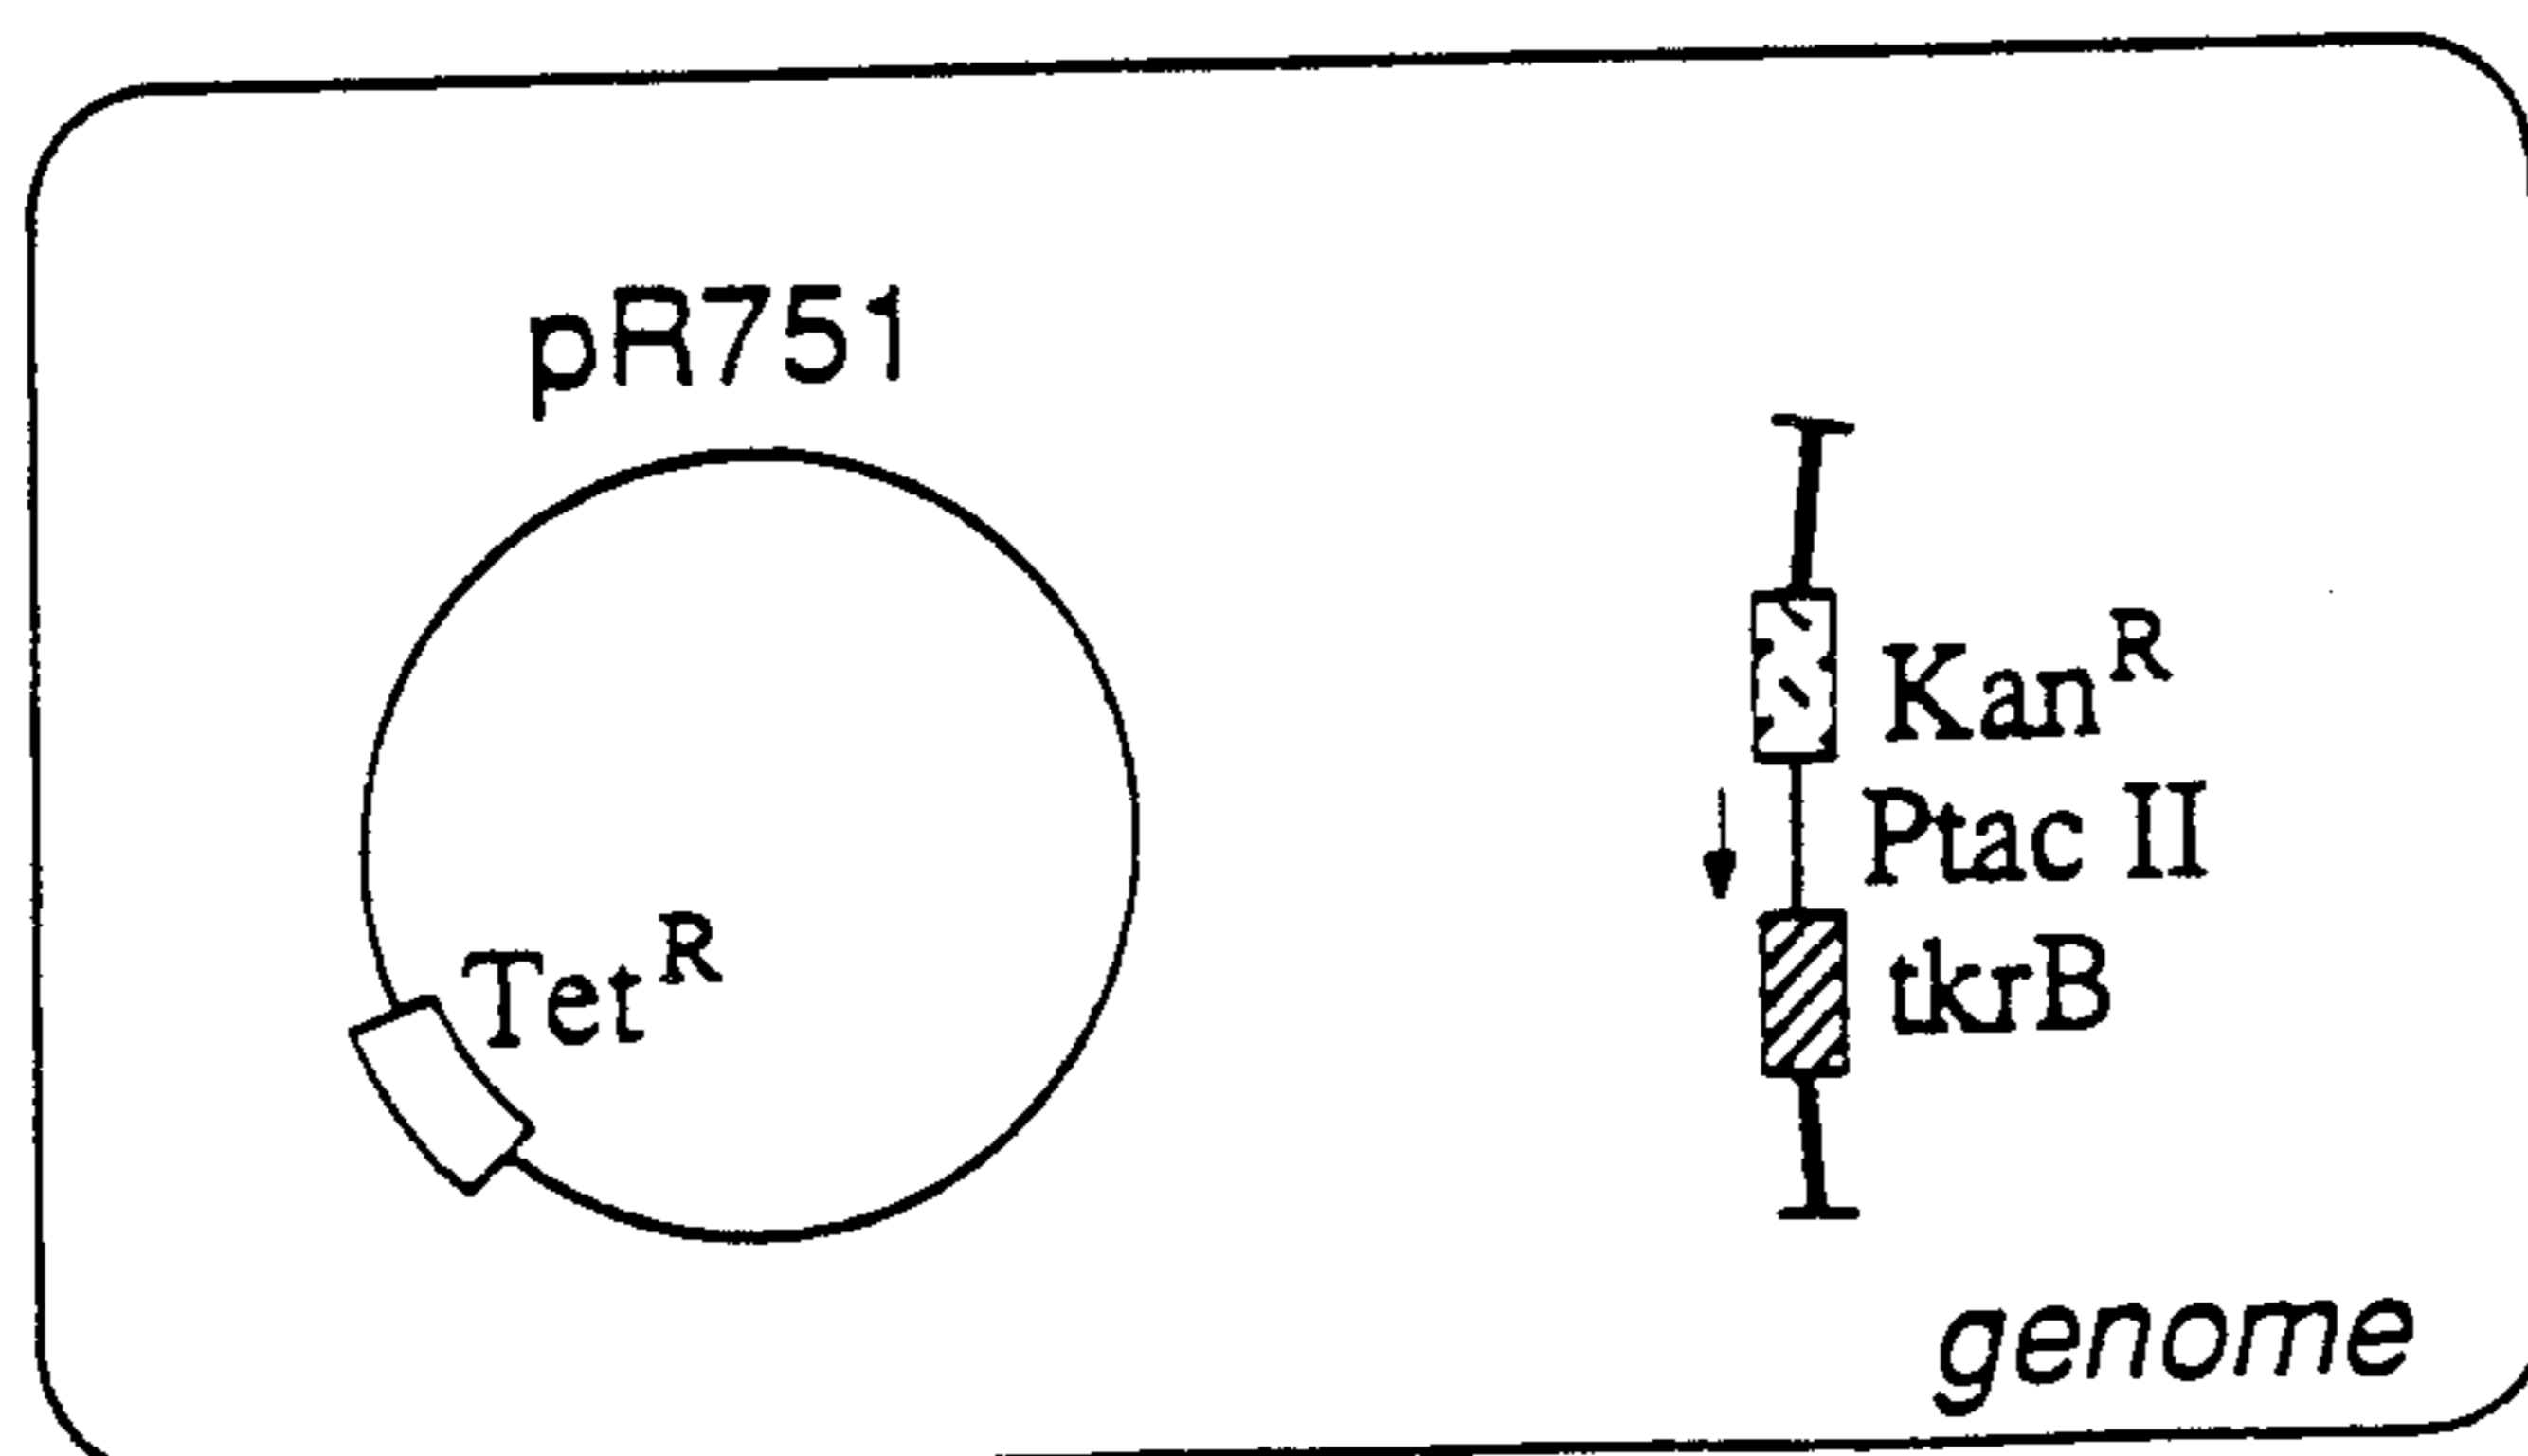 pR751
Tet^R
Kan^R
Ptac II
tkrB
genome